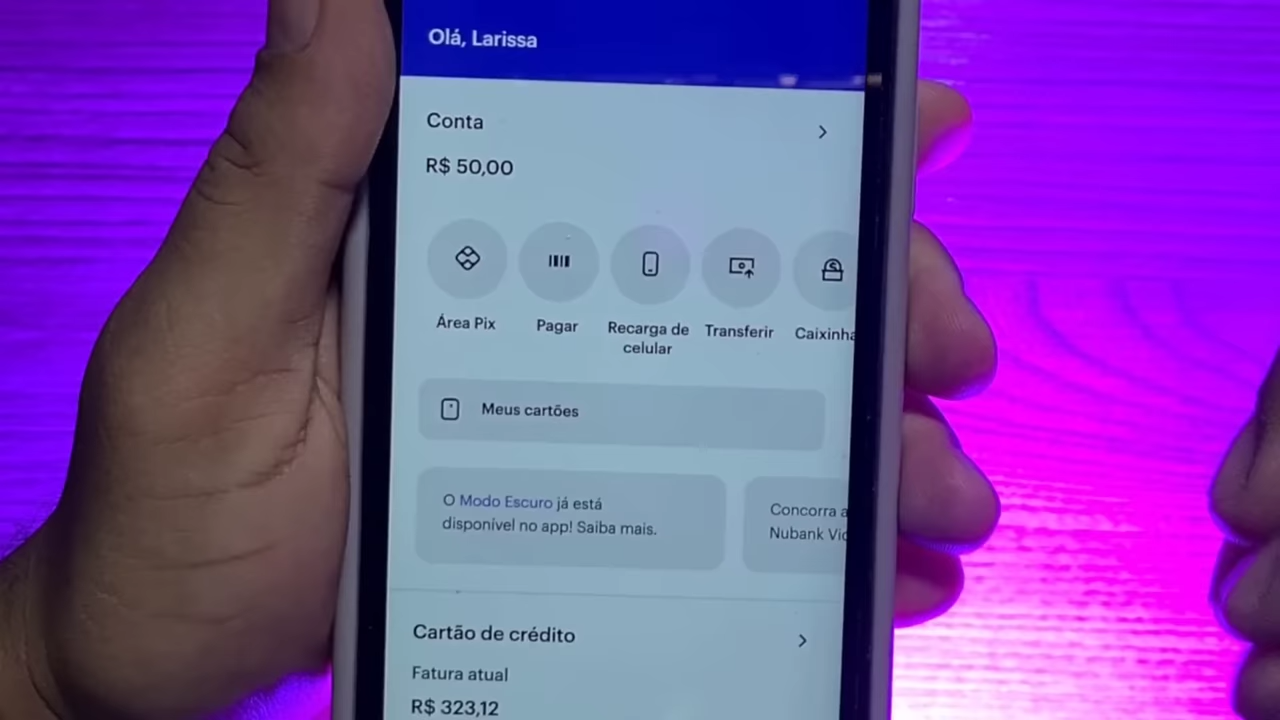 Olá, Larissa
Conta
R$ 50,00
Área Pix
Pagar
Recarga de
celular
Transferir
Caixinha
Meus cartões
O Modo Escuro já está
disponível no app! Saiba mais.
Concorra a
Nubank Vi
Cartão de crédito
Fatura atual
R$ 323,12